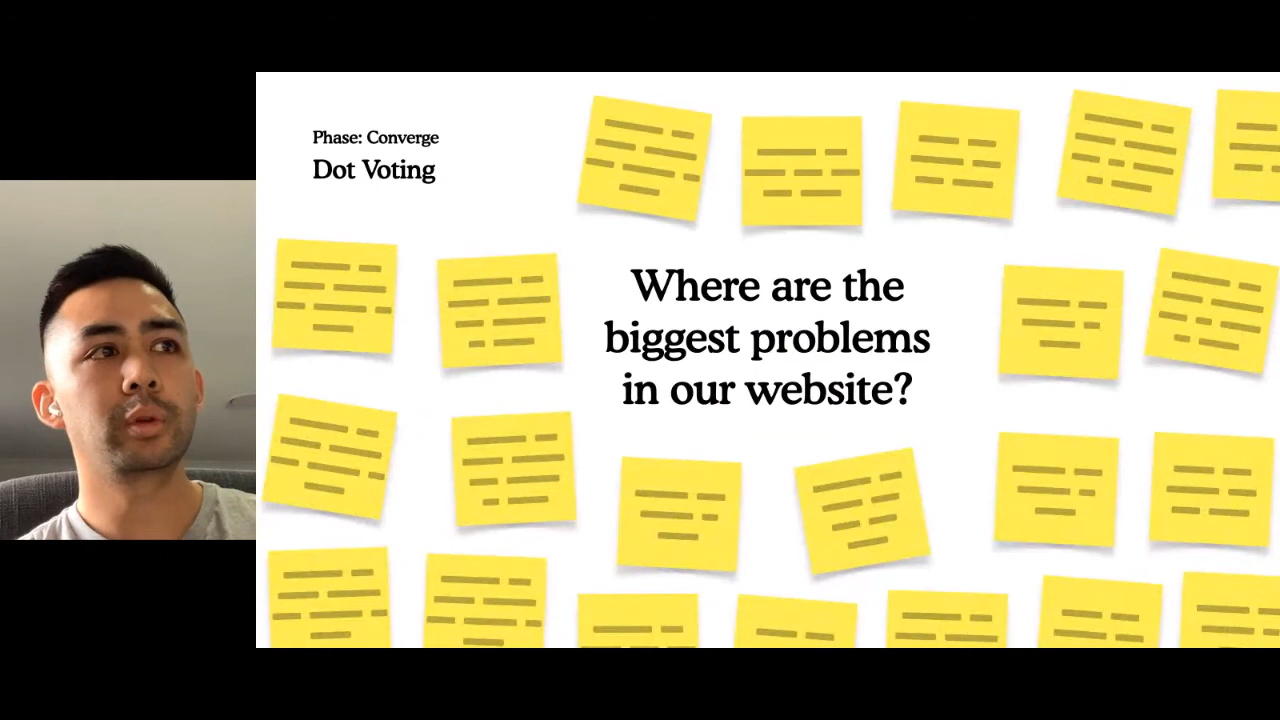 Phase: Converge
Dot Voting
Where are the
biggest problems
in our website?